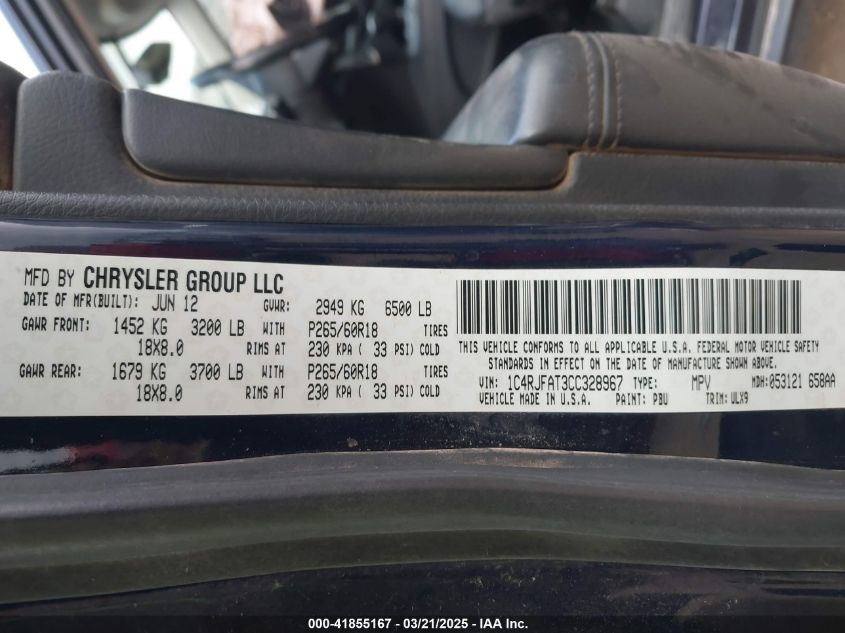 MFD BY CHRYSLER GROUP LLC
DATE OF MFR(BUILT): JUN 12 GVWR: 2949 KG 6500 LB
GAWR FRONT: 1452 KG 3200 LB WITH P265/60R18 TIRES
18X8.0 RIMS AT 230 KPA ( 33 PSI) COLD
GAWR REAR: 1679 KG 3700 LB WITH P265/60R18 TIRES
18X8.0 RIMS AT 230 KPA ( 33 PSI) COLD
THIS VEHICLE CONFORMS TO ALL APPLICABLE U.S.A. FEDERAL MOTOR VEHICLE SAFETY
STANDARDS IN EFFECT ON THE DATE OF MANUFACTURE SHOWN ABOVE.
VIN: 1C4RJFAT3CC328967 TYPE: MPV MDH: 053121 658AA
VEHICLE MADE IN U.S.A. PAINT: PBU TRIM: ULX9
000-41855167 — 03/21/2025 — IAA Inc.